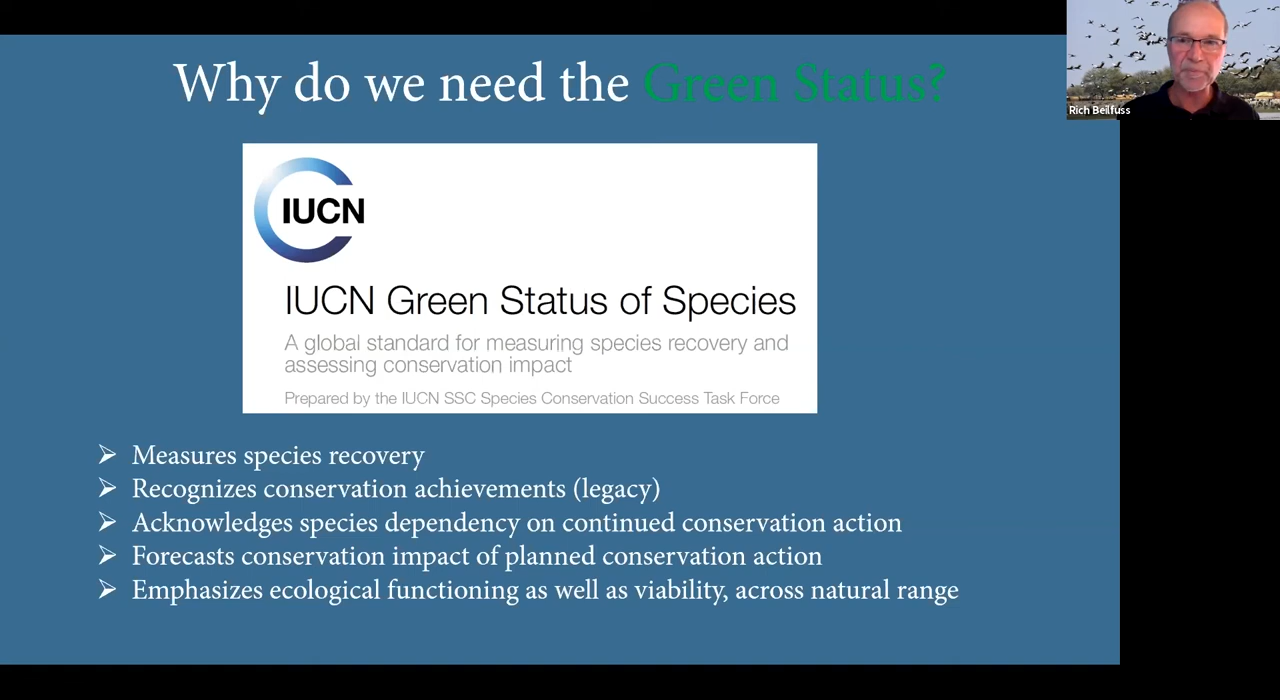 Why do we need the Green Status?
Rich Beilfuss
IUCN
IUCN Green Status of Species
A global standard for measuring species recovery and
assessing conservation impact
Prepared by the IUCN SSC Species Conservation Success Task Force
➢ Measures species recovery
➢ Recognizes conservation achievements (legacy)
➢ Acknowledges species dependency on continued conservation action
➢ Forecasts conservation impact of planned conservation action
➢ Emphasizes ecological functioning as well as viability, across natural range